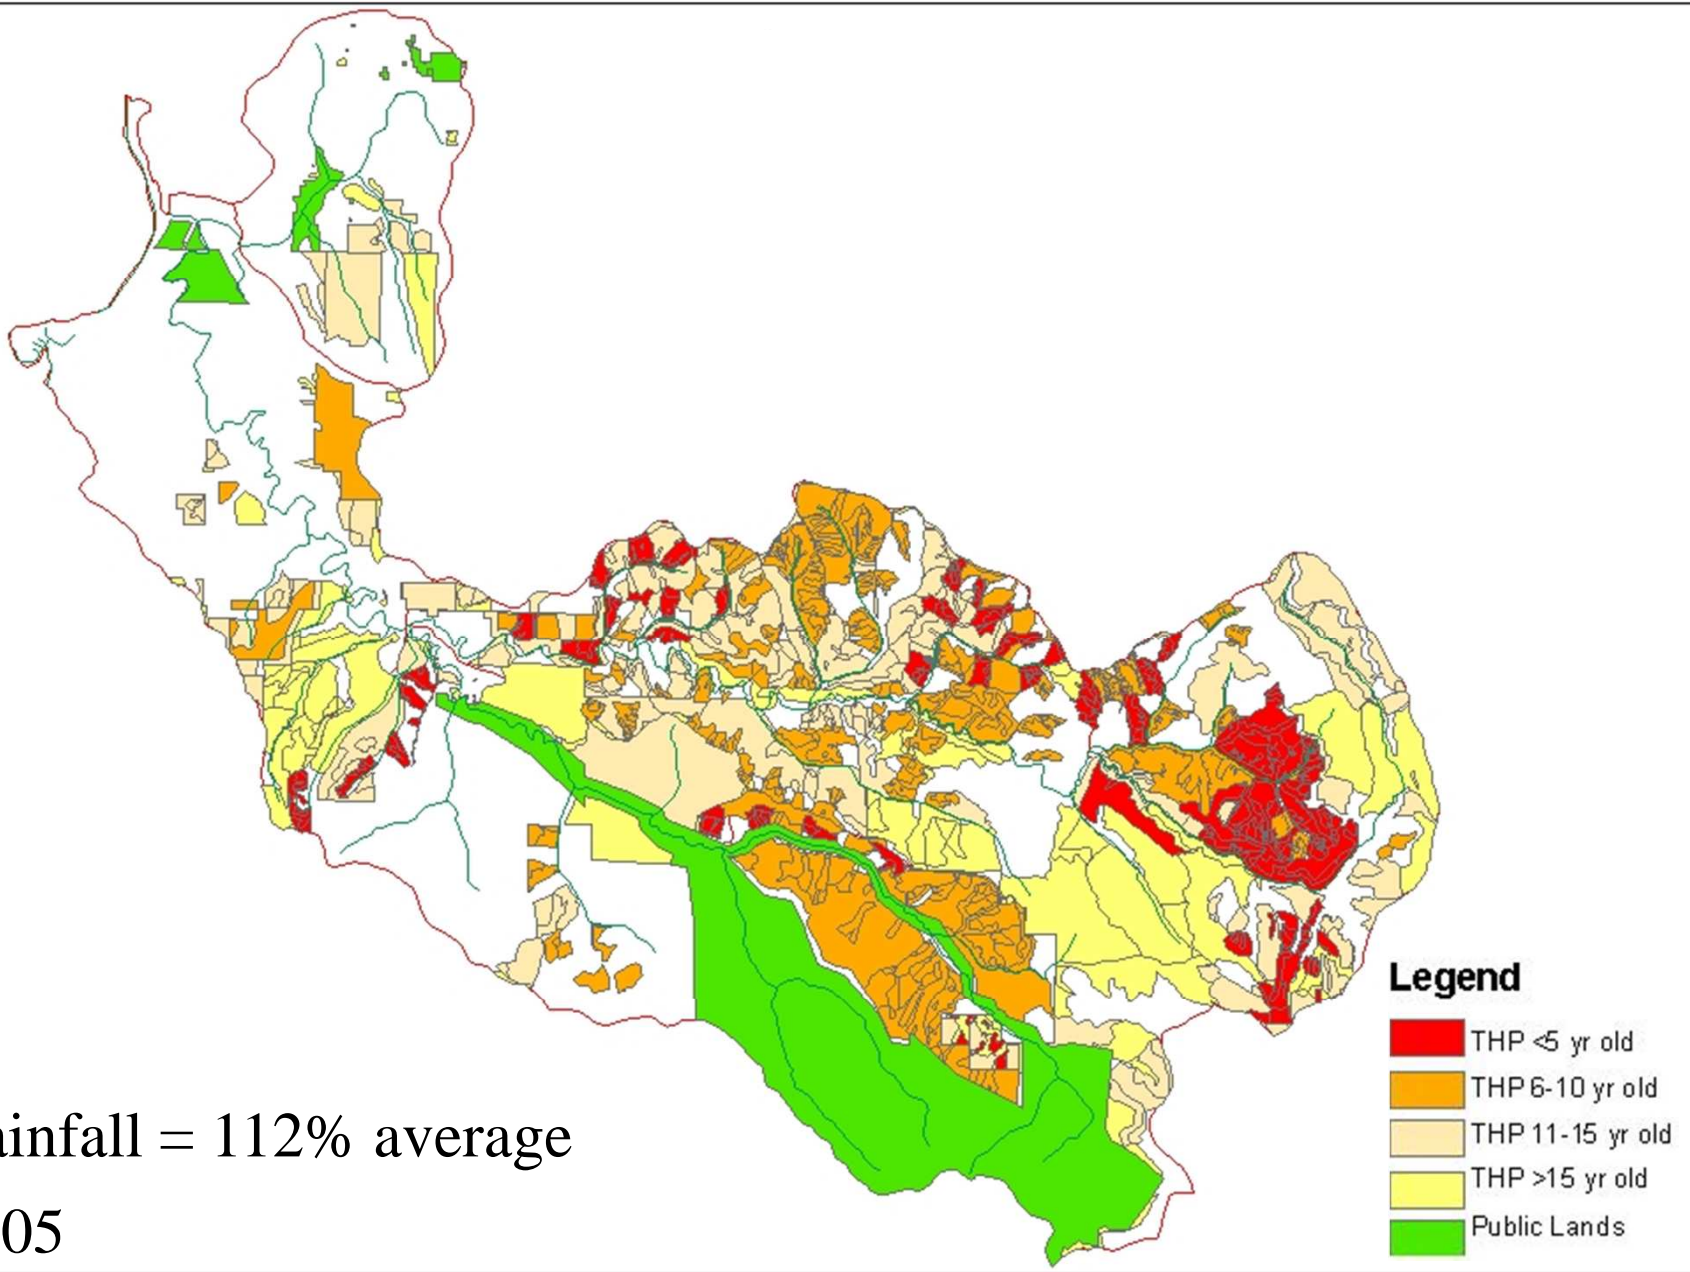 Legend
THP <5 yr old
THP 6-10 yr old
THP 11-15 yr old
THP >15 yr old
Public Lands
ainfall = 112% average
05